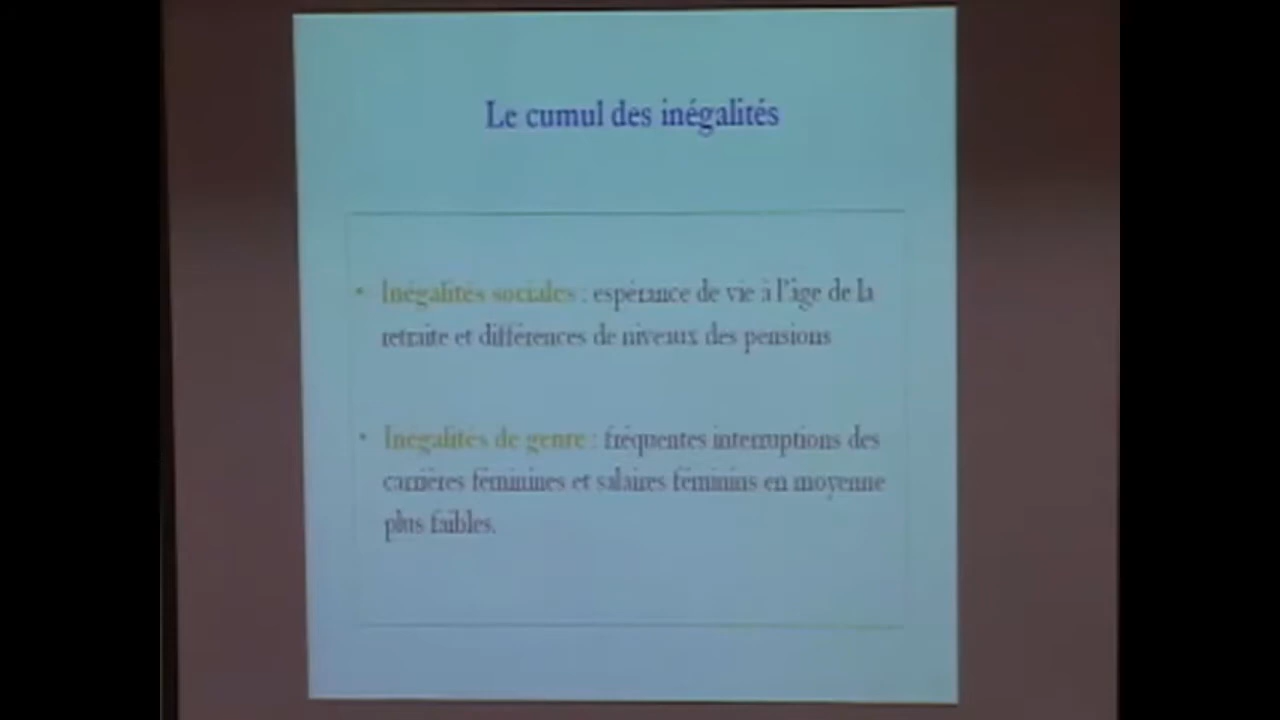 Le cumul des inégalités
• Inégalités sociales : espérance de vie à l'âge de la
retraite et différences de niveaux des pensions
• Inégalités de genre : fréquentes interruptions des
carrières féminines et salaires féminins en moyenne
plus faibles.